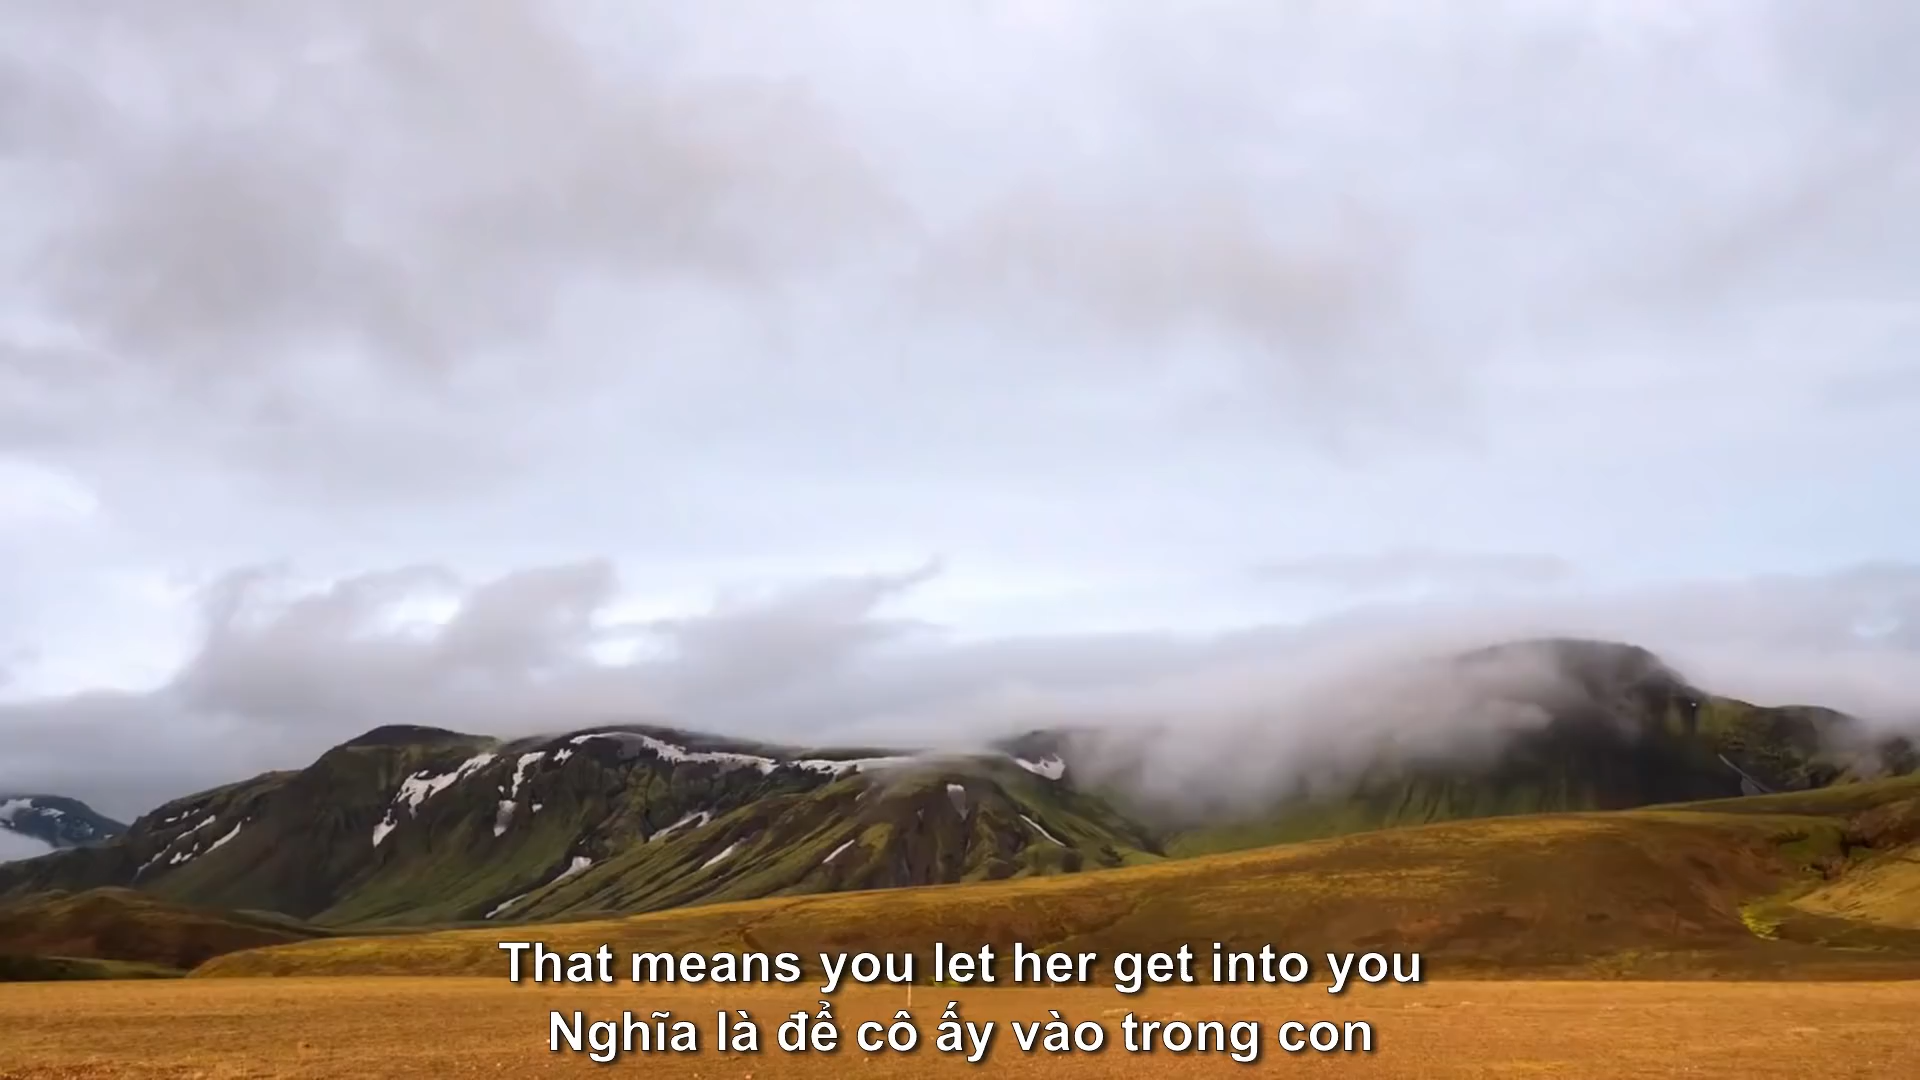 That means you let her get into you
Nghĩa là để cô ấy vào trong con